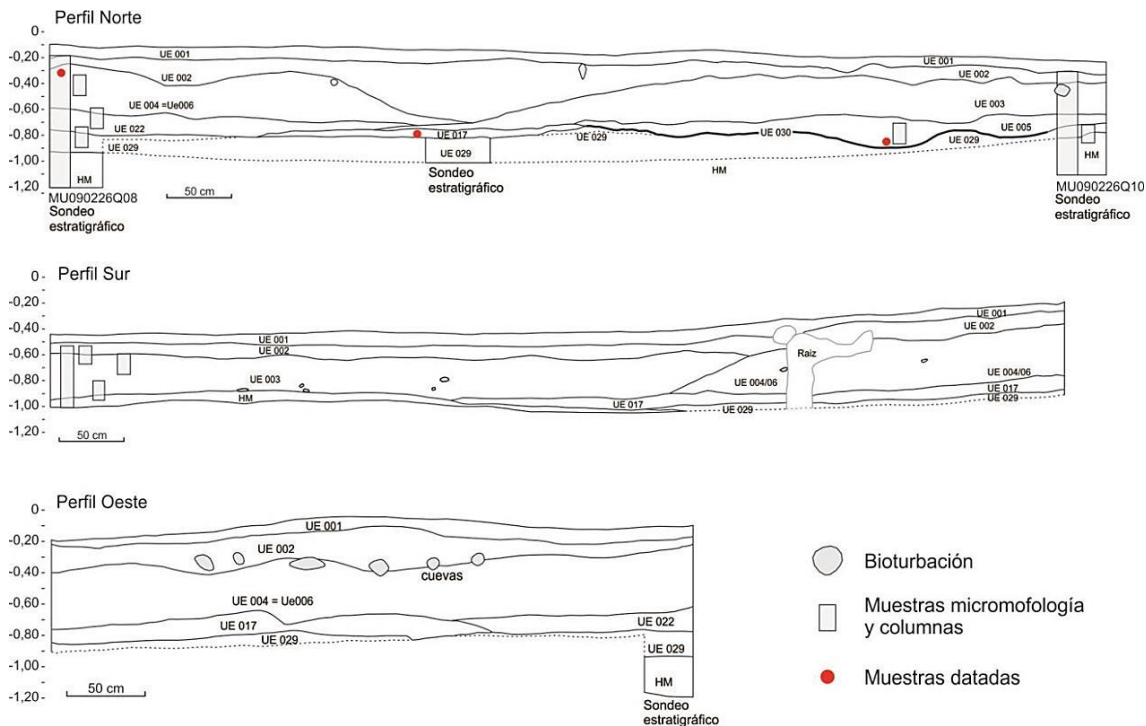 Perfil Norte
0-
-0,20-
-0,40-
-0,60-
-0,80-
-1,00-
-1,20-
UE 001
UE 001
UE 002
UE 002
UE 004 =Ue006
UE 003
UE 022
UE 017
UE 029
UE 030
UE 029
UE 005
UE 029
UE 029
HM
HM
HM
Sondeo
estratigráfico
50 cm
MU090226Q08
Sondeo
estratigráfico
MU090226Q10
Sondeo
estratigráfico
Perfil Sur
0-
-0,20-
-0,40-
-0,60-
-0,80-
-1,00-
-1,20-
UE 001
UE 001
UE 002
UE 002
Raiz
UE 003
UE 004/06
UE 004/06
HM
UE 017
UE 017
UE 029
UE 029
50 cm
Perfil Oeste
0-
-0,20-
-0,40-
-0,60-
-0,80-
-1,00-
-1,20-
UE 001
UE 002
cuevas
UE 004 = Ue006
UE 017
UE 022
UE 029
UE 029
HM
50 cm
Sondeo
estratigráfico
Bioturbación
Muestras micromofología
y columnas
Muestras datadas